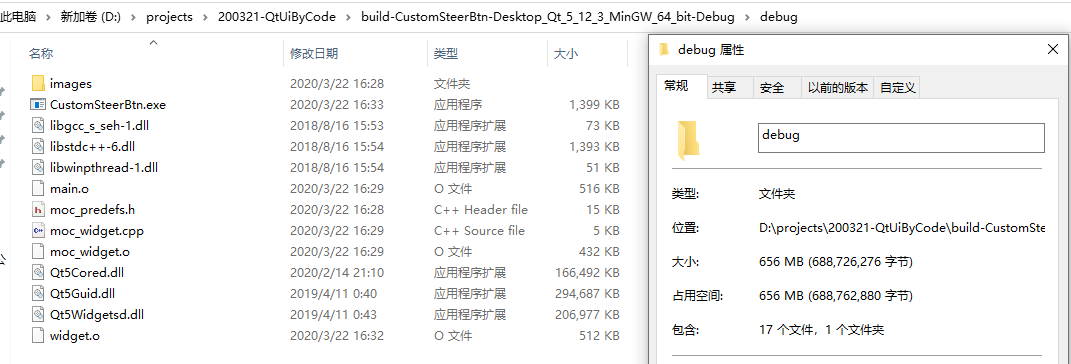 此电脑 > 新加卷 (D:) > projects > 200321-QtUiByCode > build-CustomSteerBtn-Desktop_Qt_5_12_3_MinGW_64_bit-Debug > debug
名称 修改日期 类型 大小
images 2020/3/22 16:28 文件夹
CustomSteerBtn.exe 2020/3/22 16:33 应用程序 1,399 KB
libgcc_s_seh-1.dll 2018/8/16 15:53 应用程序扩展 73 KB
libstdc++-6.dll 2018/8/16 15:54 应用程序扩展 1,393 KB
libwinpthread-1.dll 2018/8/16 15:53 应用程序扩展 51 KB
main.o 2020/3/22 16:29 O 文件 516 KB
moc_predefs.h 2020/3/22 16:28 C++ Header file 15 KB
moc_widget.cpp 2020/3/22 16:29 C++ Source file 5 KB
moc_widget.o 2020/3/22 16:29 O 文件 432 KB
Qt5Cored.dll 2020/2/14 21:10 应用程序扩展 166,492 KB
Qt5Guid.dll 2019/4/11 0:40 应用程序扩展 294,687 KB
Qt5Widgetsd.dll 2019/4/11 0:43 应用程序扩展 206,977 KB
widget.o 2020/3/22 16:32 O 文件 512 KB
debug 属性
常规 共享 安全 以前的版本 自定义
debug
类型: 文件夹
位置: D:\projects\200321-QtUiByCode\build-CustomSte
大小: 656 MB (688,726,276 字节)
占用空间: 656 MB (688,762,880 字节)
包含: 17 个文件，1 个文件夹